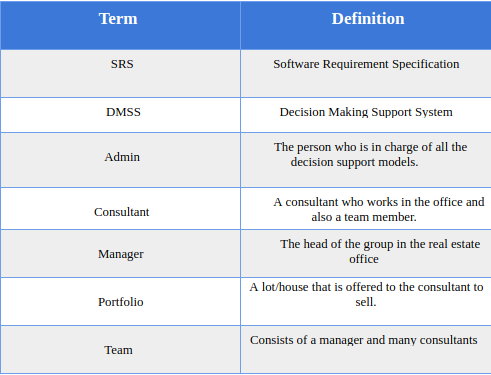 Term Definition
SRS Software Requirement Specification
DMSS Decision Making Support System
Admin The person who is in charge of all the
decision support models.
Consultant A consultant who works in the office and
also a team member.
Manager The head of the group in the real estate
office
Portfolio A lot/house that is offered to the consultant to
sell.
Team Consists of a manager and many consultants